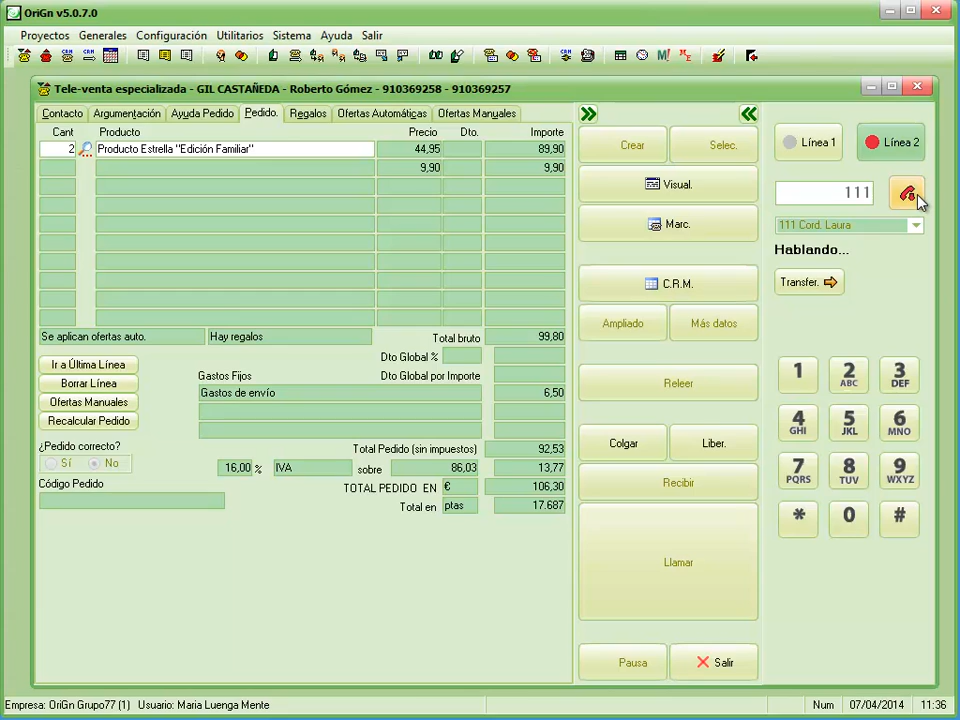 OriGn v5.0.7.0
Proyectos Generales Configuración Utilitarios Sistema Ayuda Salir
Tele-venta especializada - GIL CASTAÑEDA - Roberto Gómez - 910369258 - 910369257
Contacto Argumentación Ayuda Pedido Pedido. Regalos Ofertas Automáticas Ofertas Manuales
Cant Producto Precio Dto. Importe
2 Producto Estrella "Edición Familiar" 44,95 89,90
9,90 9,90
Se aplican ofertas auto. Hay regalos Total bruto 99,80
Dto Global %
Ir a Última Línea
Borrar Línea Gastos Fijos Dto Global por Importe
Ofertas Manuales Gastos de envío 6,50
Recalcular Pedido
¿Pedido correcto? Total Pedido (sin impuestos) 92,53
Sí No 16,00 % IVA sobre 86,03 13,77
Código Pedido TOTAL PEDIDO EN € 106,30
Total en ptas 17.687
Crear Selec.
Visual.
Marc.
C.R.M.
Ampliado Más datos
Releer
Colgar Liber.
Recibir
Llamar
Pausa Salir
Línea 1 Línea 2
111
111 Cord. Laura
Hablando...
Transfer.
1 2 ABC 3 DEF
4 GHI 5 JKL 6 MNO
7 PQRS 8 TUV 9 WXYZ
* 0 #
Empresa: OriGn Grupo77 (1) Usuario: Maria Luenga Mente Num 07/04/2014 11:36